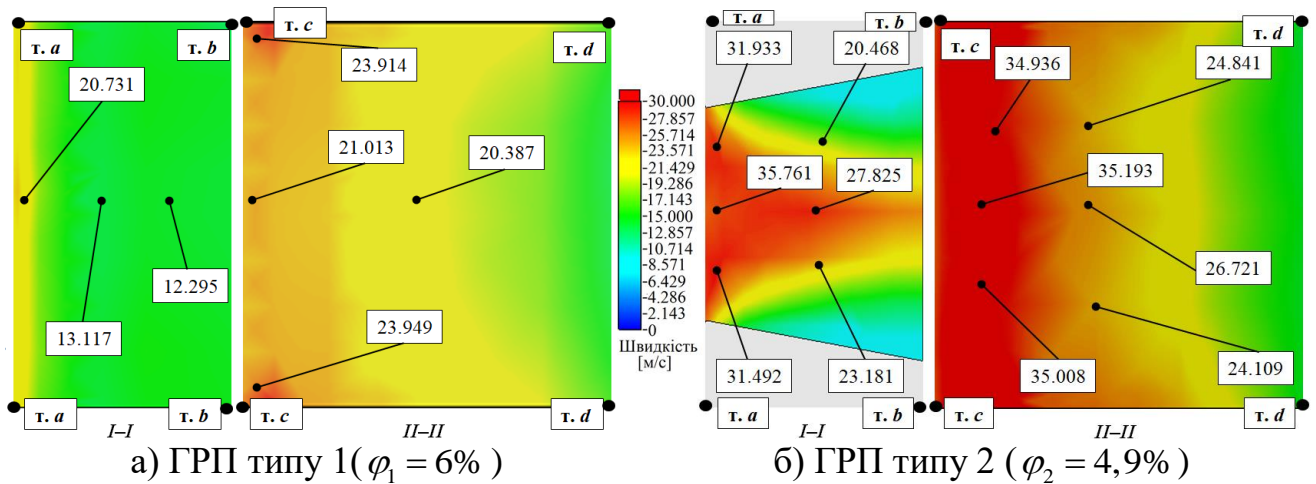 т. a
т. b
20.731
13.117
12.295
т. a
т. b
I–I
т. c
т. d
23.914
21.013
20.387
23.949
т. c
т. d
II–II
30.000
27.857
25.714
23.571
21.429
19.286
17.143
15.000
12.857
10.714
8.571
6.429
4.286
2.143
0
Швидкість
[м/с]
т. a
т. b
31.933
20.468
35.761
27.825
31.492
23.181
т. a
т. b
I–I
т. c
т. d
34.936
24.841
35.193
26.721
35.008
24.109
т. c
т. d
II–II
а) ГРП типу 1( φ₁ = 6% )
б) ГРП типу 2 ( φ₂ = 4,9% )